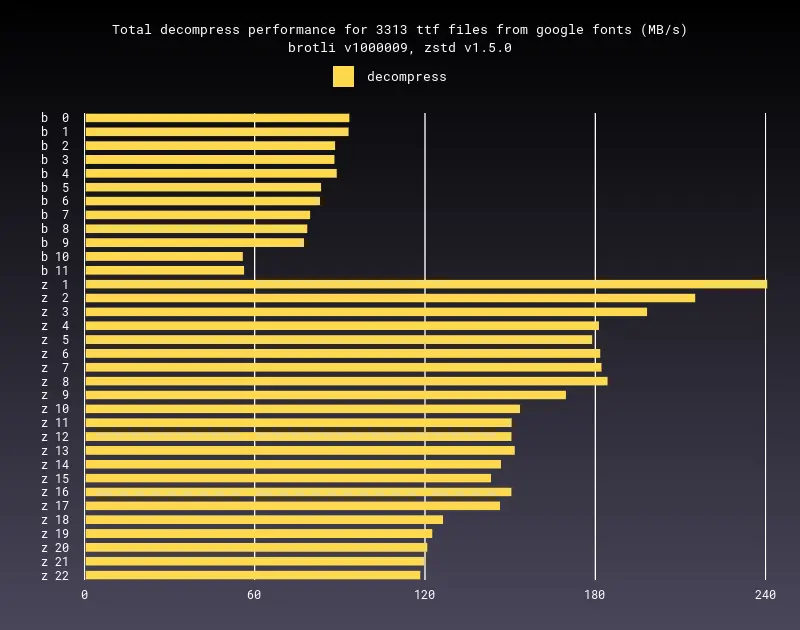 Total decompress performance for 3313 ttf files from google fonts (MB/s)
brotli v1000009, zstd v1.5.0
decompress
b 0
b 1
b 2
b 3
b 4
b 5
b 6
b 7
b 8
b 9
b 10
b 11
z 1
z 2
z 3
z 4
z 5
z 6
z 7
z 8
z 9
z 10
z 11
z 12
z 13
z 14
z 15
z 16
z 17
z 18
z 19
z 20
z 21
z 22
0 60 120 180 240